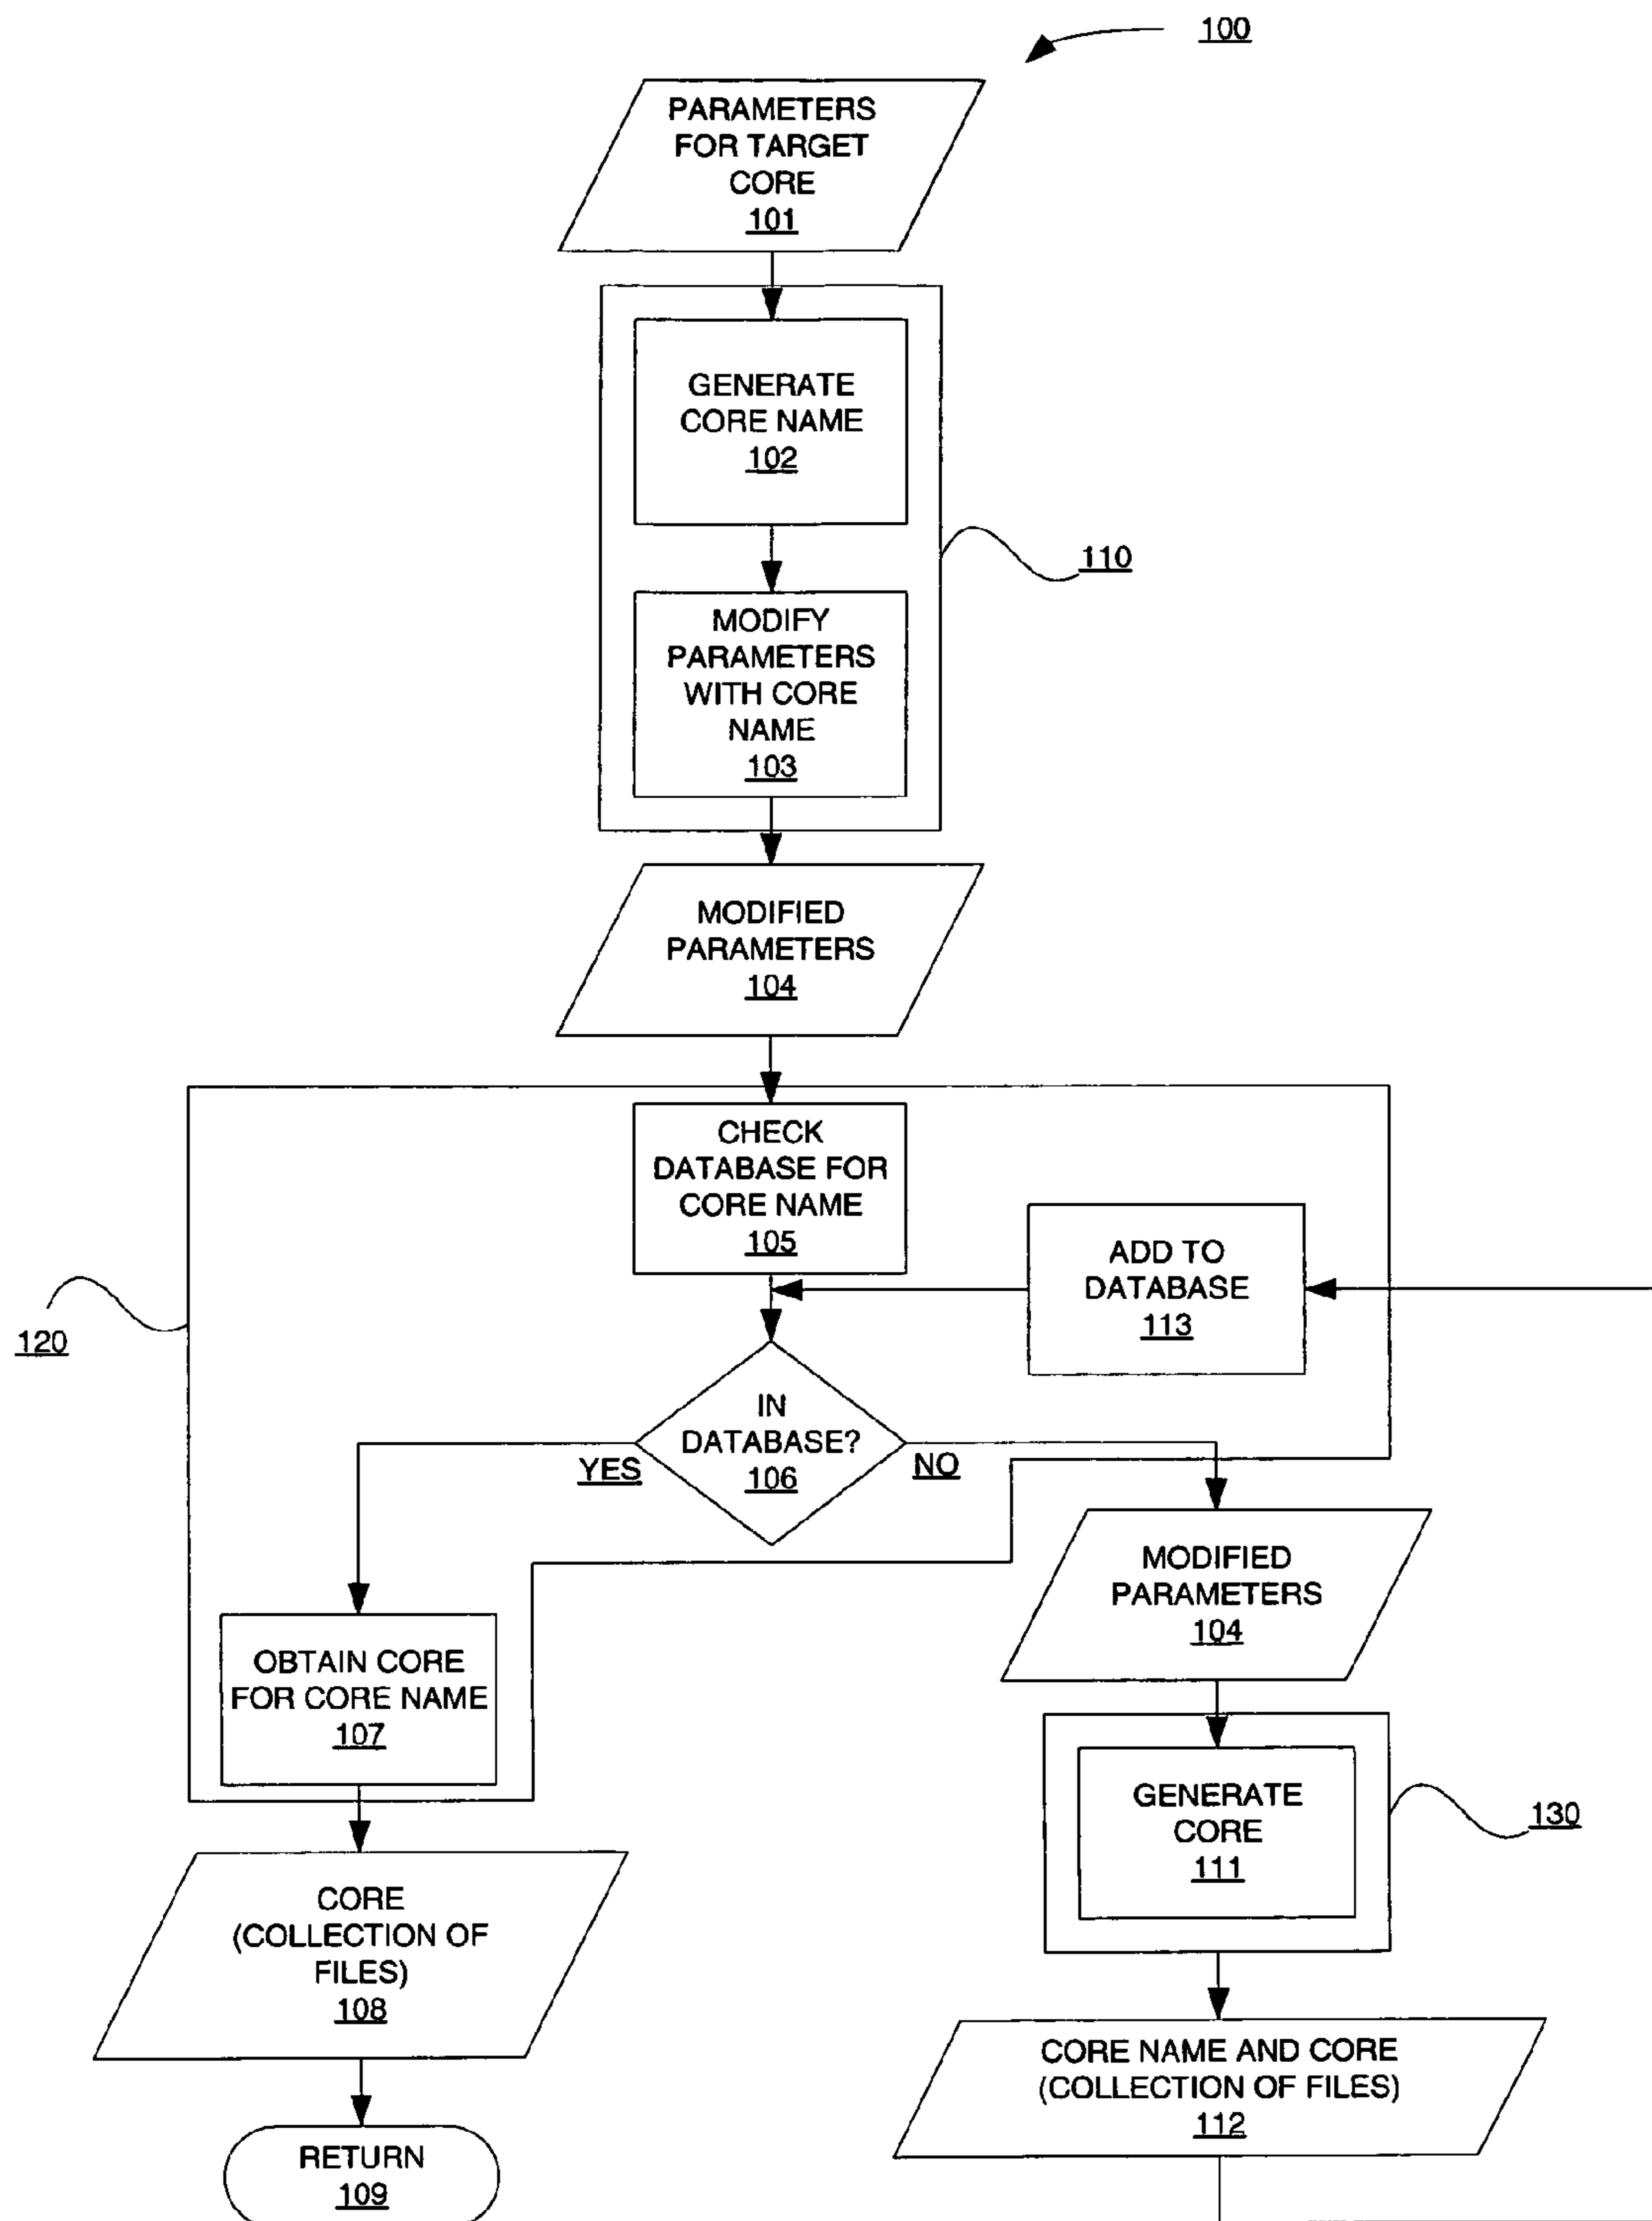 100
PARAMETERS
FOR TARGET
CORE
101
GENERATE
CORE NAME
102
110
MODIFY
PARAMETERS
WITH CORE
NAME
103
MODIFIED
PARAMETERS
104
CHECK
DATABASE FOR
CORE NAME
105
ADD TO
DATABASE
113
120
IN
DATABASE?
106
YES
NO
MODIFIED
PARAMETERS
104
OBTAIN CORE
FOR CORE NAME
107
GENERATE
CORE
111
130
CORE
(COLLECTION OF
FILES)
108
CORE NAME AND CORE
(COLLECTION OF FILES)
112
RETURN
109